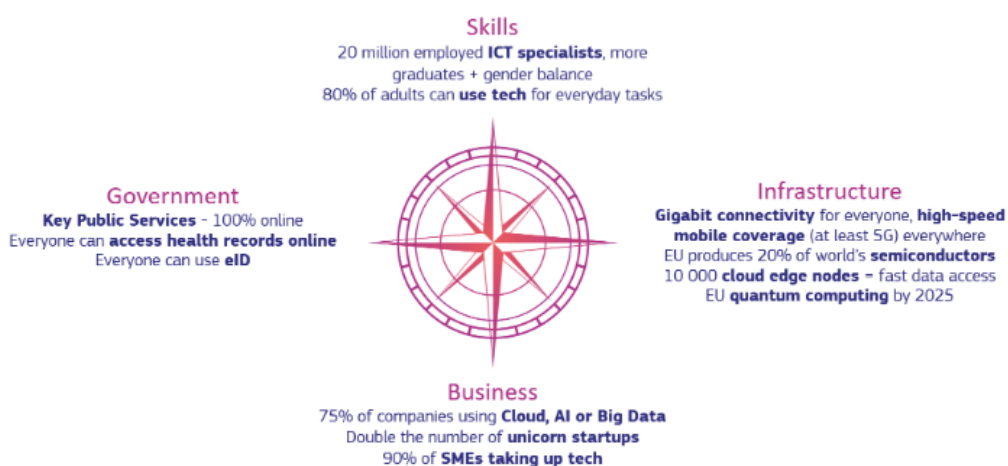 Skills
20 million employed ICT specialists, more
graduates + gender balance
80% of adults can use tech for everyday tasks
Government
Key Public Services - 100% online
Everyone can access health records online
Everyone can use eID
Infrastructure
Gigabit connectivity for everyone, high-speed
mobile coverage (at least 5G) everywhere
EU produces 20% of world's semiconductors
10 000 cloud edge nodes = fast data access
EU quantum computing by 2025
Business
75% of companies using Cloud, AI or Big Data
Double the number of unicorn startups
90% of SMEs taking up tech